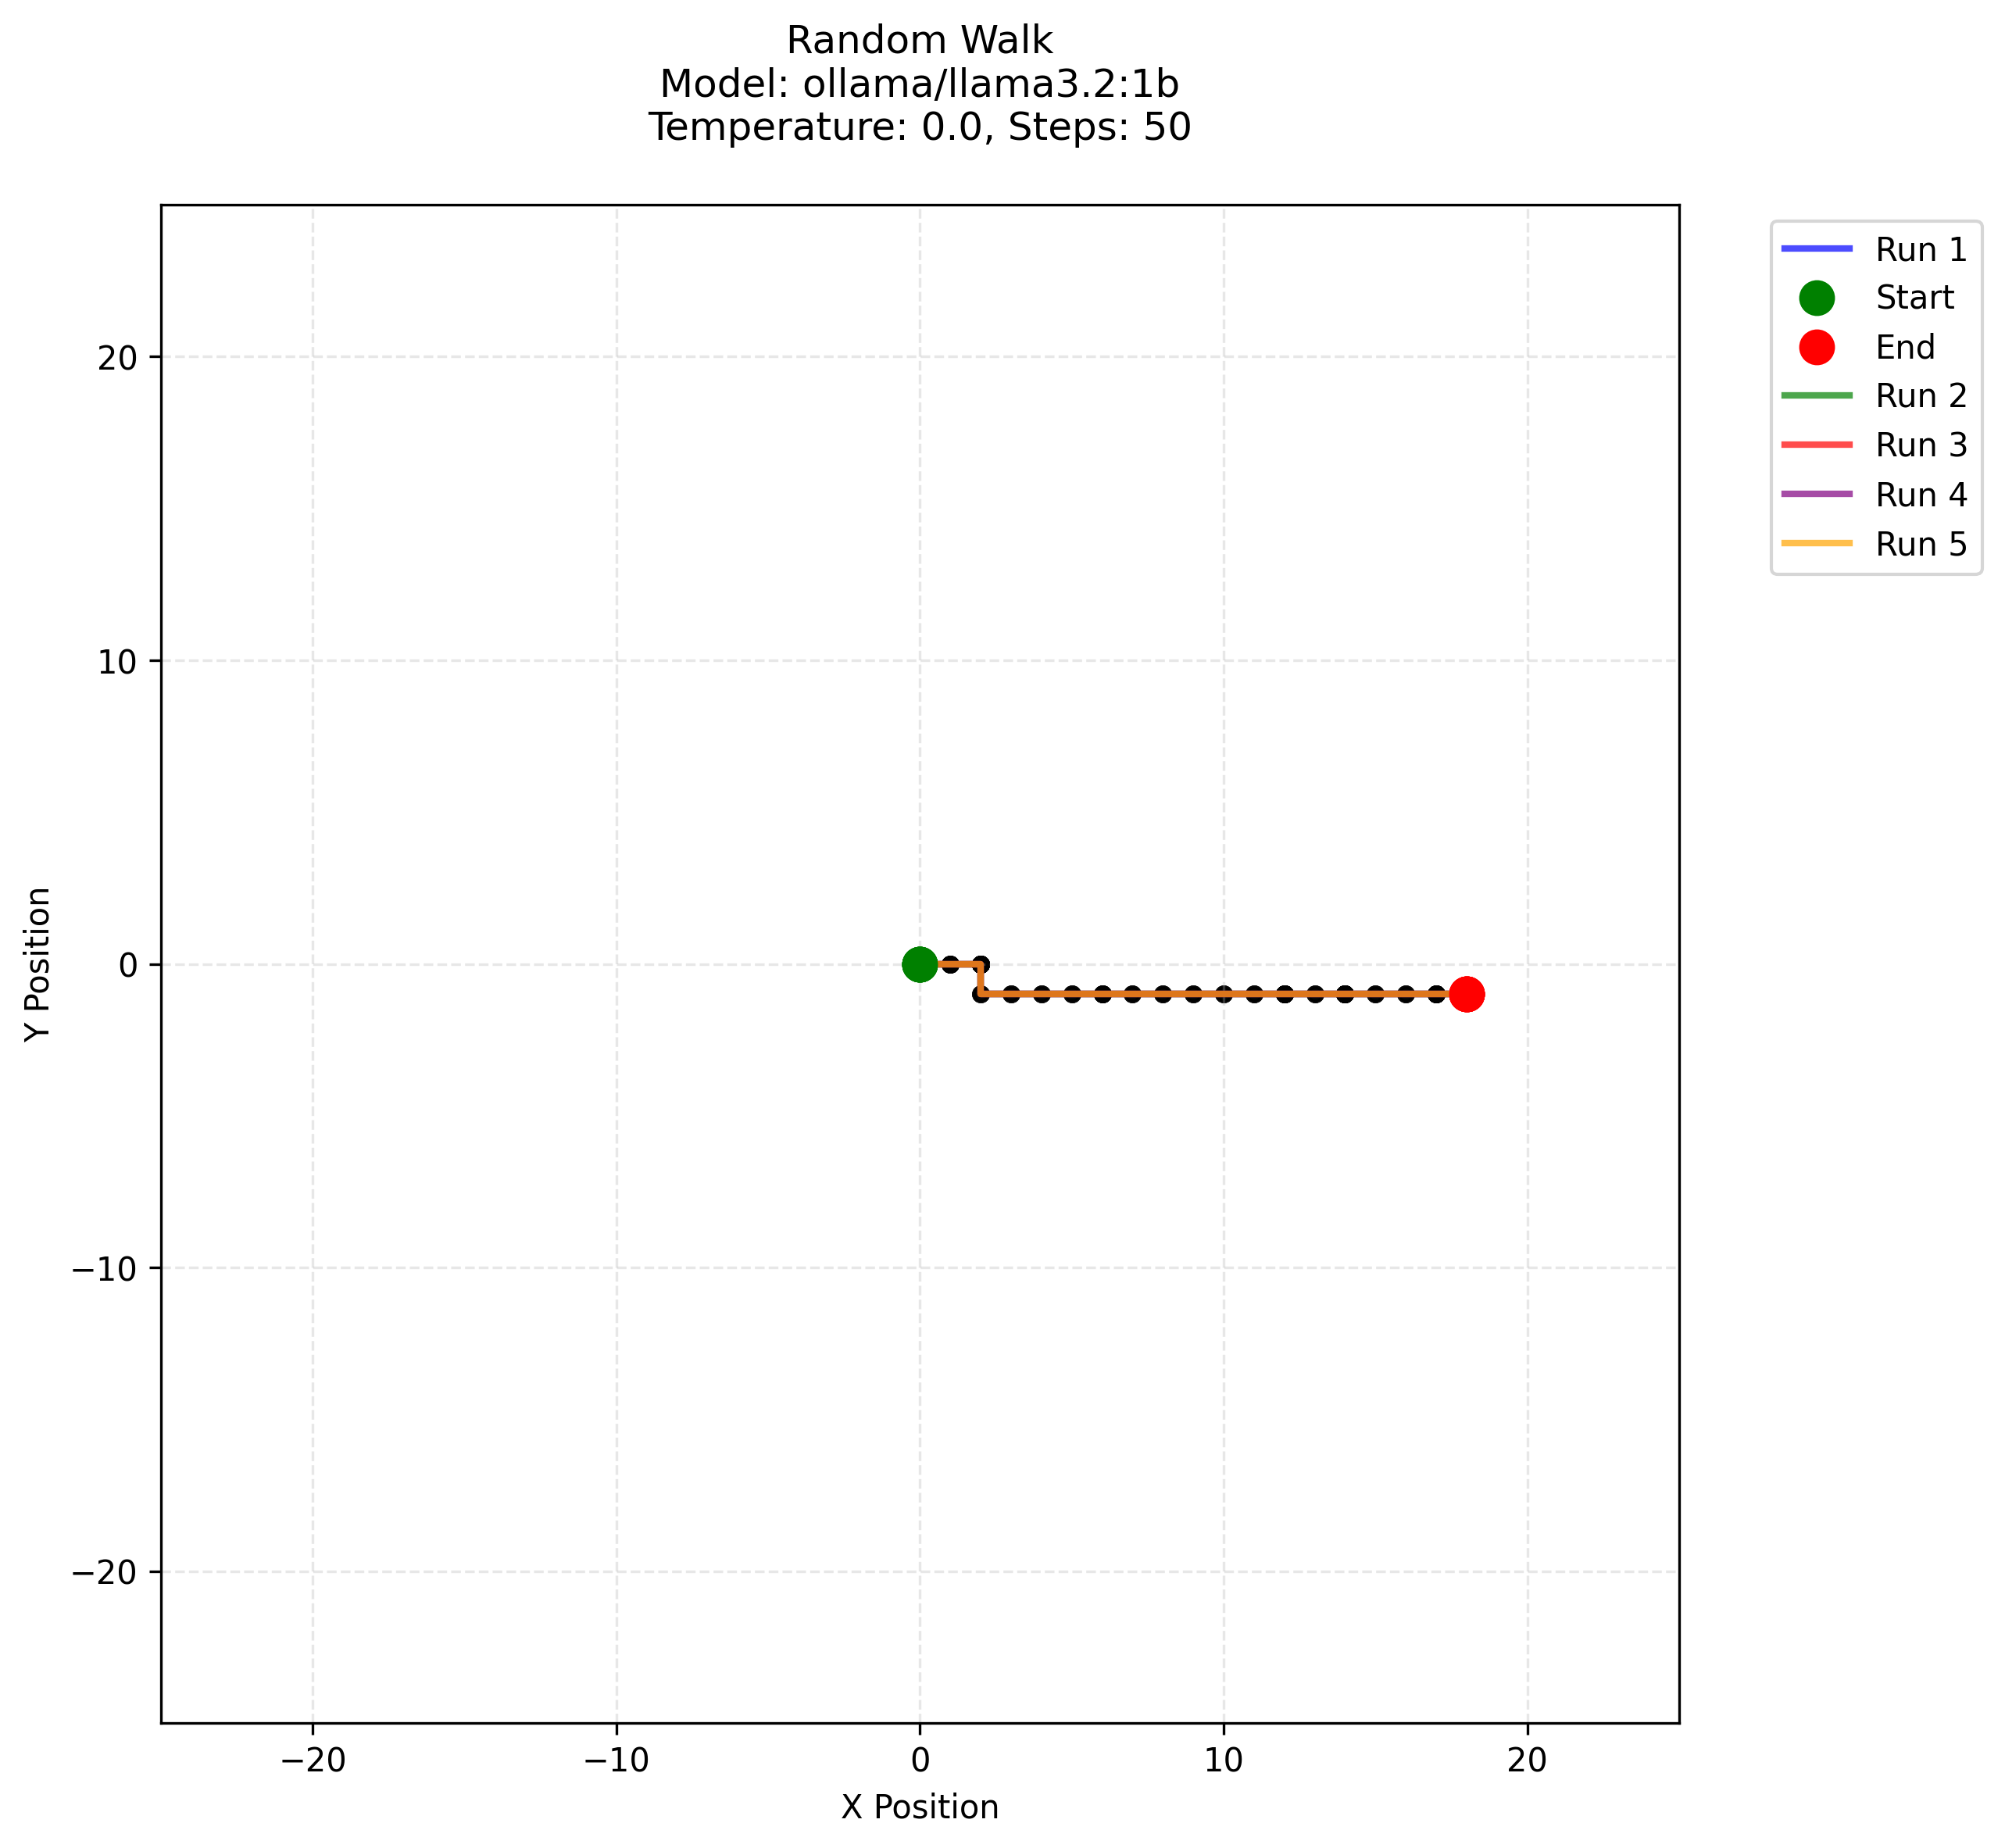 Random Walk
Model: ollama/llama3.2:1b
Temperature: 0.0, Steps: 50
Run 1
Start
End
Run 2
Run 3
Run 4
Run 5
20
10
0
−10
−20
Y Position
−20
−10
0
10
20
X Position